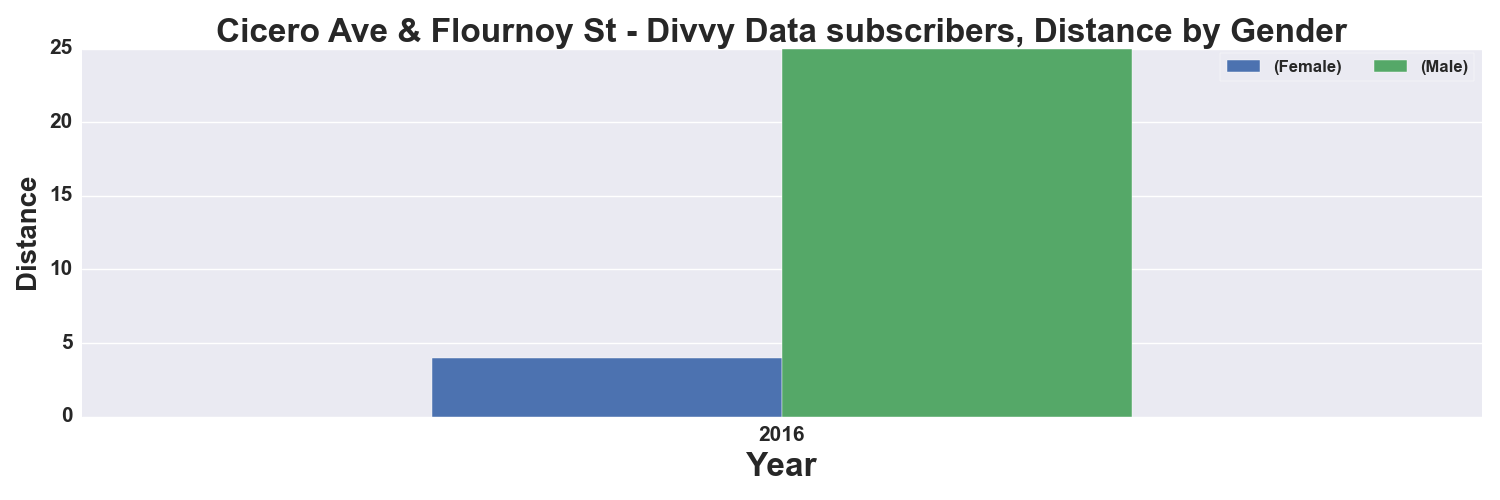 Cicero Ave & Flournoy St - Divvy Data subscribers, Distance by Gender
(Female) (Male)
25
20
15
10
5
0
Distance
2016
Year